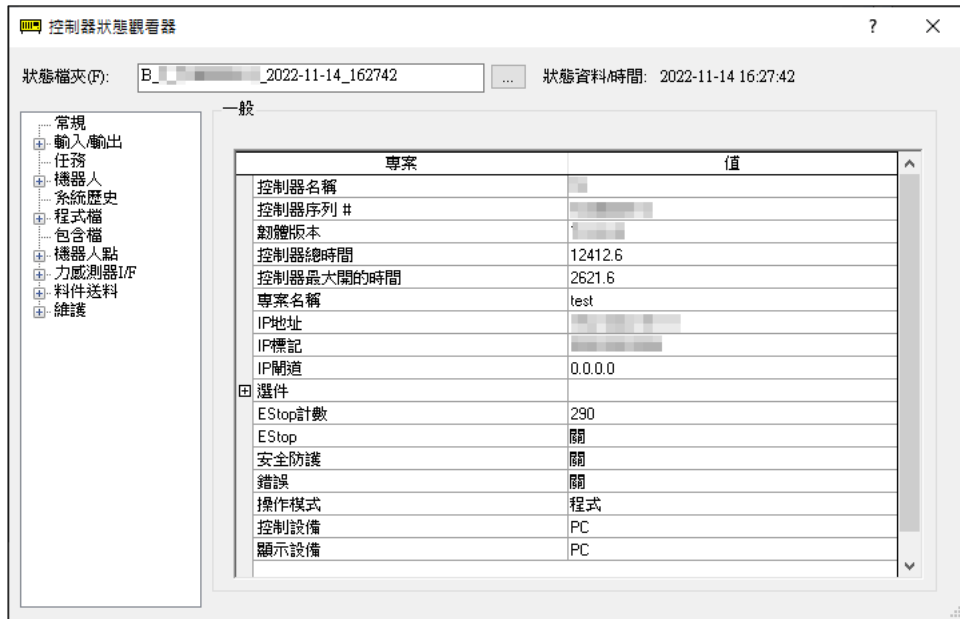 控制器狀態觀看器
?
狀態檔夾(F):
B_
_2022-11-14_162742
...
狀態資料/時間: 2022-11-14 16:27:42
常規
輸入/輸出
任務
機器人
系統歷史
程式檔
包含檔
機器人點
力感測器I/F
料件送料
維護
一般
專案 值
控制器名稱
控制器序列 #
韌體版本
控制器總時間 12412.6
控制器最大開的時間 2621.6
專案名稱 test
IP地址
IP標記
IP閘道 0.0.0.0
選件
EStop計數 290
EStop 關
安全防護 關
錯誤 關
操作模式 程式
控制設備 PC
顯示設備 PC